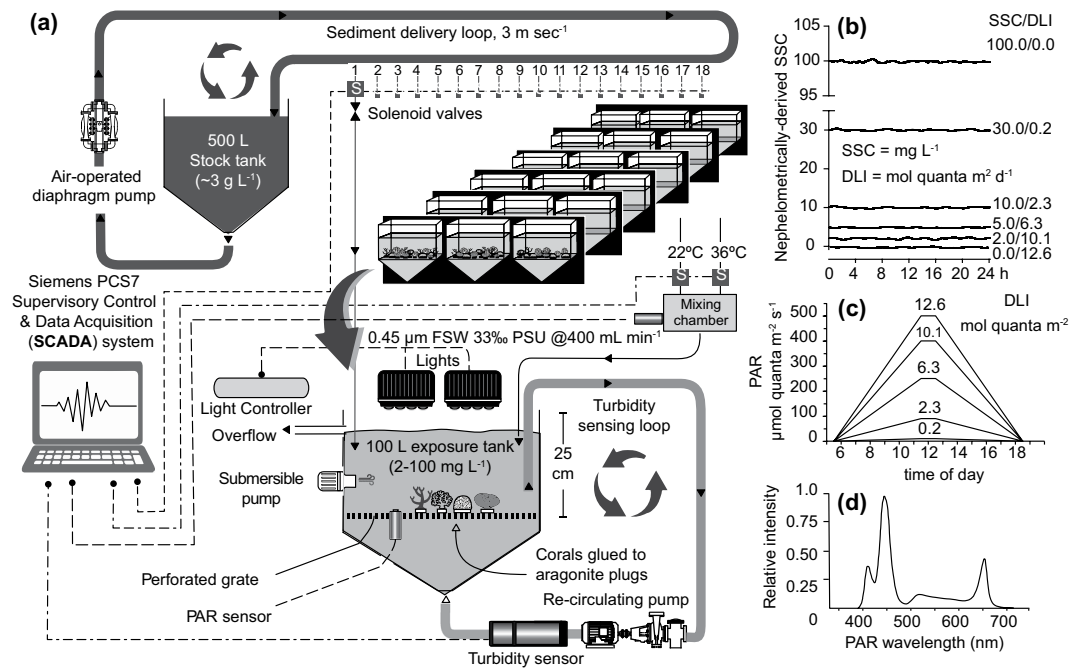 (a)
Sediment delivery loop, 3 m sec-1
1 2 3 4 5 6 7 8 9 10 11 12 13 14 15 16 17 18
S
Solenoid valves
500 L
Stock tank
(~3 g L-1)
Air-operated
diaphragm pump
Siemens PCS7
Supervisory Control
& Data Acquisition
(SCADA) system
22ºC 36ºC
S S
Mixing
chamber
0.45 µm FSW 33‰ PSU @400 mL min-1
Lights
Light Controller
Overflow
Turbidity
sensing loop
100 L exposure tank
(2-100 mg L-1)
25
cm
Submersible
pump
Perforated grate
PAR sensor
Corals glued to
aragonite plugs
Re-circulating pump
Turbidity sensor
(b)
SSC/DLI
Nephelometrically-derived SSC
105
100
95
30
20
10
0
100.0/0.0
30.0/0.2
SSC = mg L-1
DLI = mol quanta m2 d-1
10.0/2.3
5.0/6.3
2.0/10.1
0.0/12.6
0 4 8 12 16 20 24 h
(c)
DLI
mol quanta m-2
PAR
µmol quanta m-2 s-1
500
400
300
200
100
0
12.6
10.1
6.3
2.3
0.2
6 8 10 12 14 16 18
time of day
(d)
Relative intensity
0.75
0.50
0.25
0
400 500 600 700
PAR wavelength (nm)